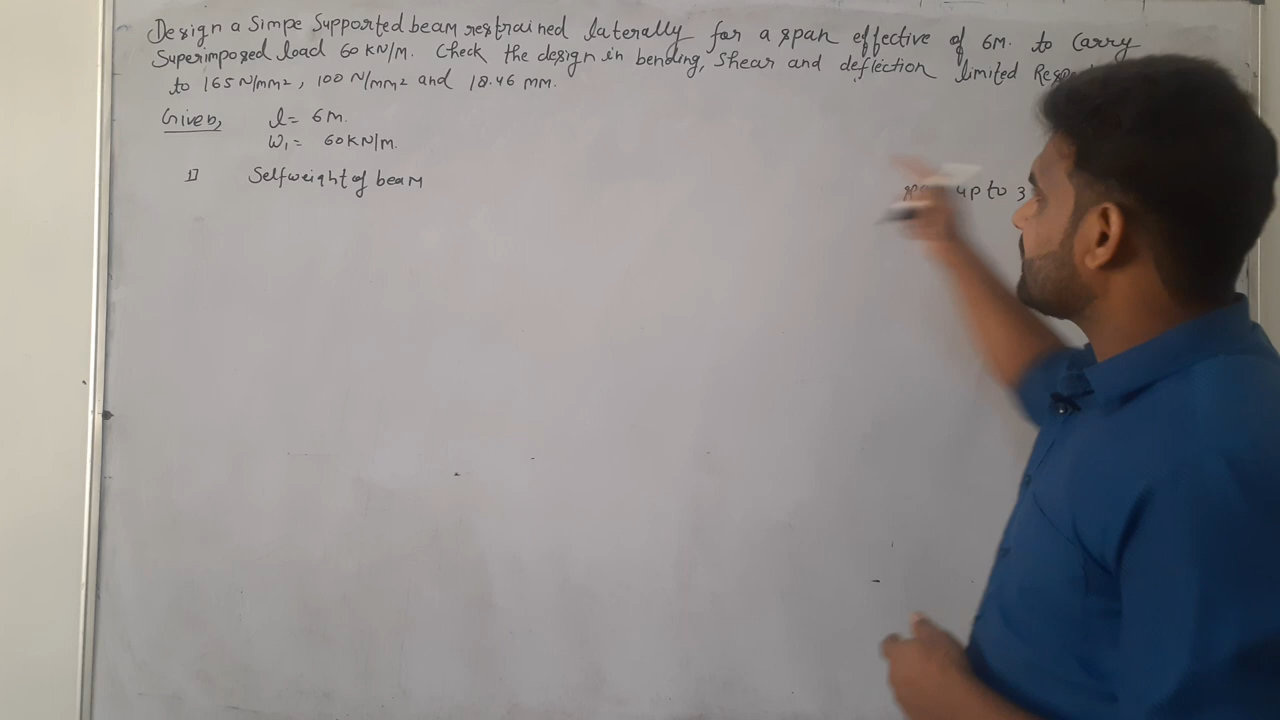 Design a Simpe Supported beam restrained laterally for a span effective of 6M. to Carry
Superimposed load 60 KN/M. Check the design in bending, Shear and deflection limited
to 165 N/mm2, 100 N/mm2 and 18.46 mm.
Given, l= 6M.
W1= 60KN/M.
1] Selfweight of beam
up to 3